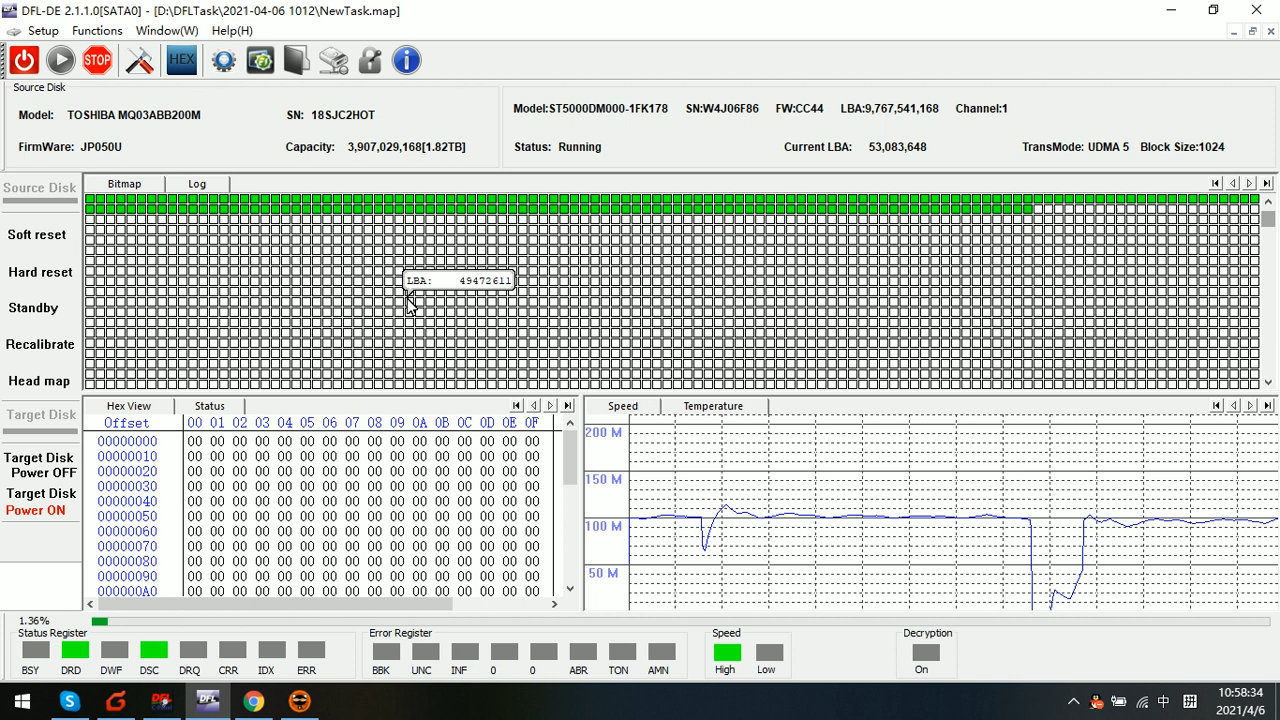 DFL-DE 2.1.1.0[SATA0] - [D:\DFLTask\2021-04-06 1012\NewTask.map]
Setup Functions Window(W) Help(H)
STOP HEX
Source Disk
Model: TOSHIBA MQ03ABB200M SN: 18SJC2HOT
FirmWare: JP050U Capacity: 3,907,029,168[1.82TB]
Model:ST5000DM000-1FK178 SN:W4J06F86 FW:CC44 LBA:9,767,541,168 Channel:1
Status: Running Current LBA: 53,083,648 TransMode: UDMA 5 Block Size:1024
Source Disk
Soft reset
Hard reset
Standby
Recalibrate
Head map
Target Disk
Target Disk
Power OFF
Target Disk
Power ON
Bitmap Log
LBA: 49472611
Hex View Status
Offset 00 01 02 03 04 05 06 07 08 09 0A 0B 0C 0D 0E 0F
00000000 00 00 00 00 00 00 00 00 00 00 00 00 00 00 00 00
00000010 00 00 00 00 00 00 00 00 00 00 00 00 00 00 00 00
00000020 00 00 00 00 00 00 00 00 00 00 00 00 00 00 00 00
00000030 00 00 00 00 00 00 00 00 00 00 00 00 00 00 00 00
00000040 00 00 00 00 00 00 00 00 00 00 00 00 00 00 00 00
00000050 00 00 00 00 00 00 00 00 00 00 00 00 00 00 00 00
00000060 00 00 00 00 00 00 00 00 00 00 00 00 00 00 00 00
00000070 00 00 00 00 00 00 00 00 00 00 00 00 00 00 00 00
00000080 00 00 00 00 00 00 00 00 00 00 00 00 00 00 00 00
00000090 00 00 00 00 00 00 00 00 00 00 00 00 00 00 00 00
000000A0 00 00 00 00 00 00 00 00 00 00 00 00 00 00 00 00
Speed Temperature
200 M
150 M
100 M
50 M
1.36%
Status Register
BSY DRD DWF DSC DRQ CRR IDX ERR
Error Register
BBK UNC INF 0 0 ABR TON AMN
Speed
High Low
Decryption
On
DFL
中 拼
10:58:34
2021/4/6